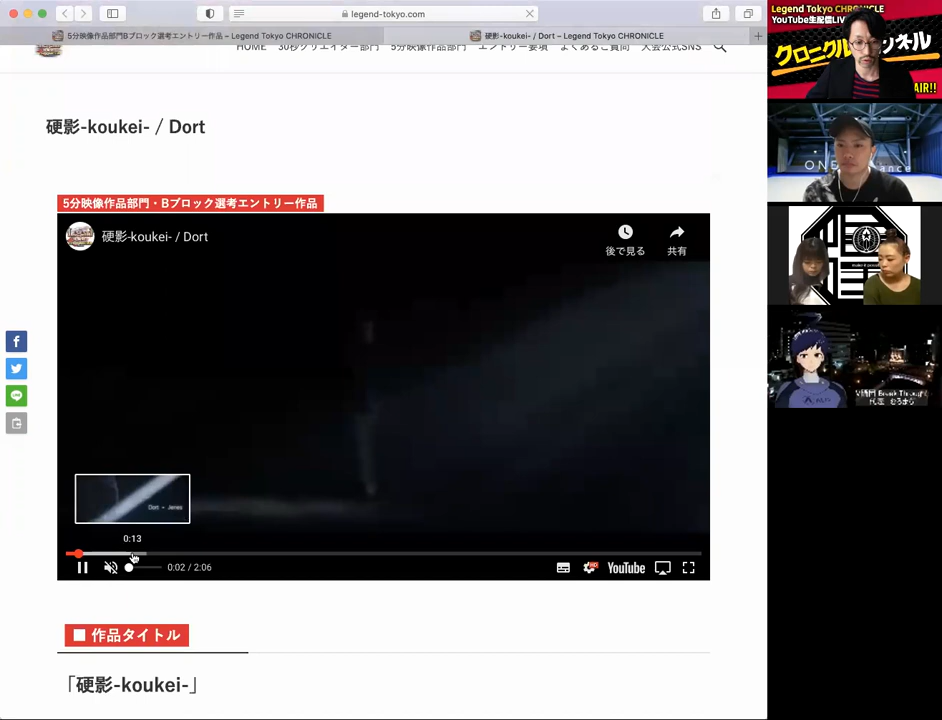 legend-tokyo.com
5分映像作品部門Bブロック選考エントリー作品 – Legend Tokyo CHRONICLE
硬影-koukei- / Dort – Legend Tokyo CHRONICLE
HOME 30秒クリエイター部門 5分映像作品部門 エントリー要項 よくあるご質問 大会公式SNS
硬影-koukei- / Dort
5分映像作品部門・Bブロック選考エントリー作品
硬影-koukei- / Dort
後で見る
共有
0:13
0:02 / 2:06
HD
YouTube
■ 作品タイトル
「硬影-koukei-」
Legend Tokyo CHRONICLE
YouTube生配信LIV
クロニクル
ネル
AIR!!
ONE